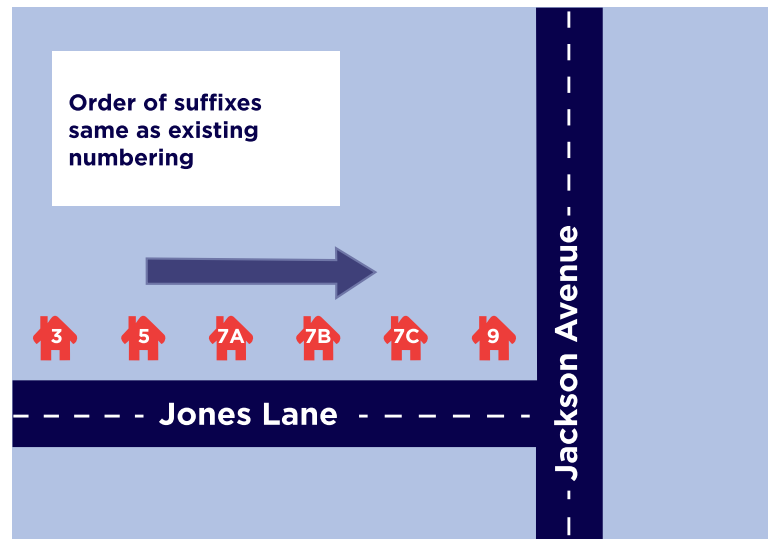 Order of suffixes
same as existing
numbering
3 5 7A 7B 7C 9
Jones Lane
Jackson Avenue